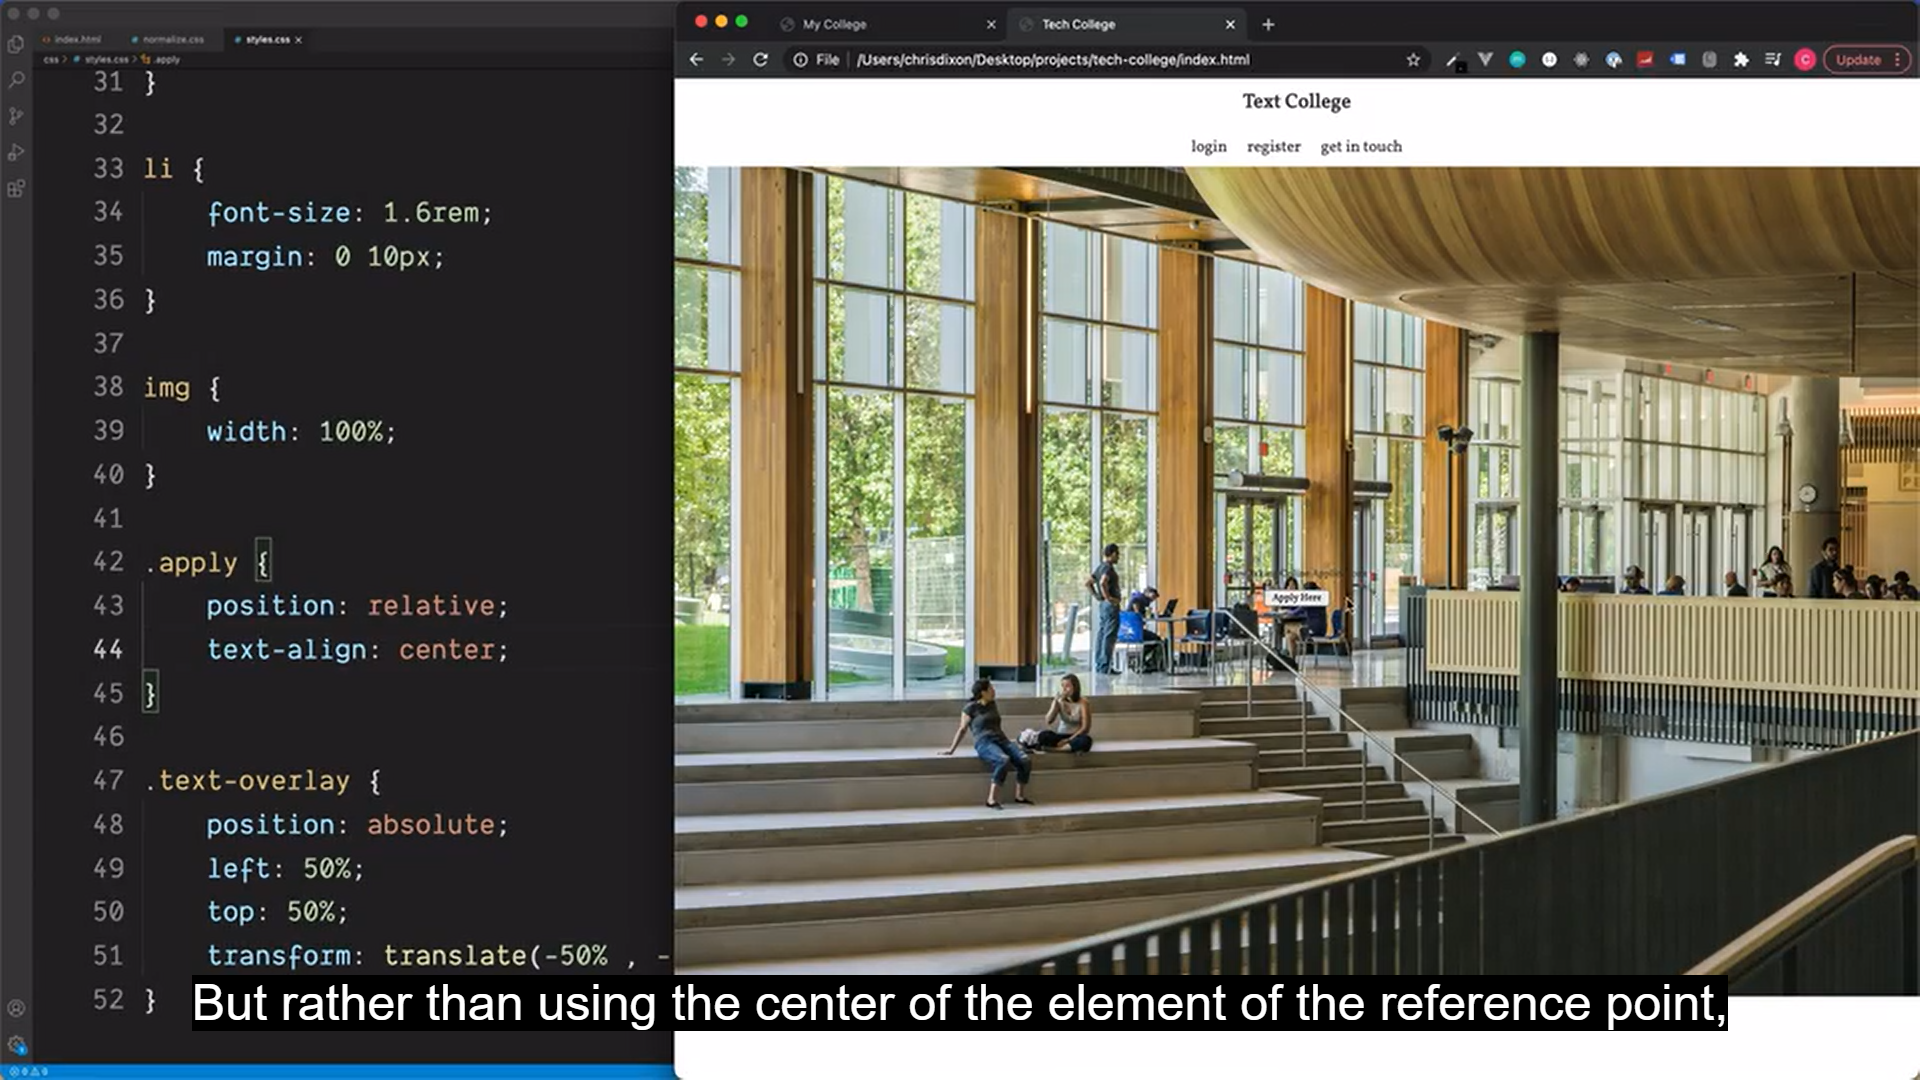 index.html normalize.css styles.css
css > styles.css > .apply
31 }
32
33 li {
34 font-size: 1.6rem;
35 margin: 0 10px;
36 }
37
38 img {
39 width: 100%;
40 }
41
42 .apply {
43 position: relative;
44 text-align: center;
45 }
46
47 .text-overlay {
48 position: absolute;
49 left: 50%;
50 top: 50%;
51 transform: translate(-50% , -
52 }
My College Tech College
File /Users/chrisdixon/Desktop/projects/tech-college/index.html C Update
Text College
login register get in touch
Apply Here
But rather than using the center of the element of the reference point,